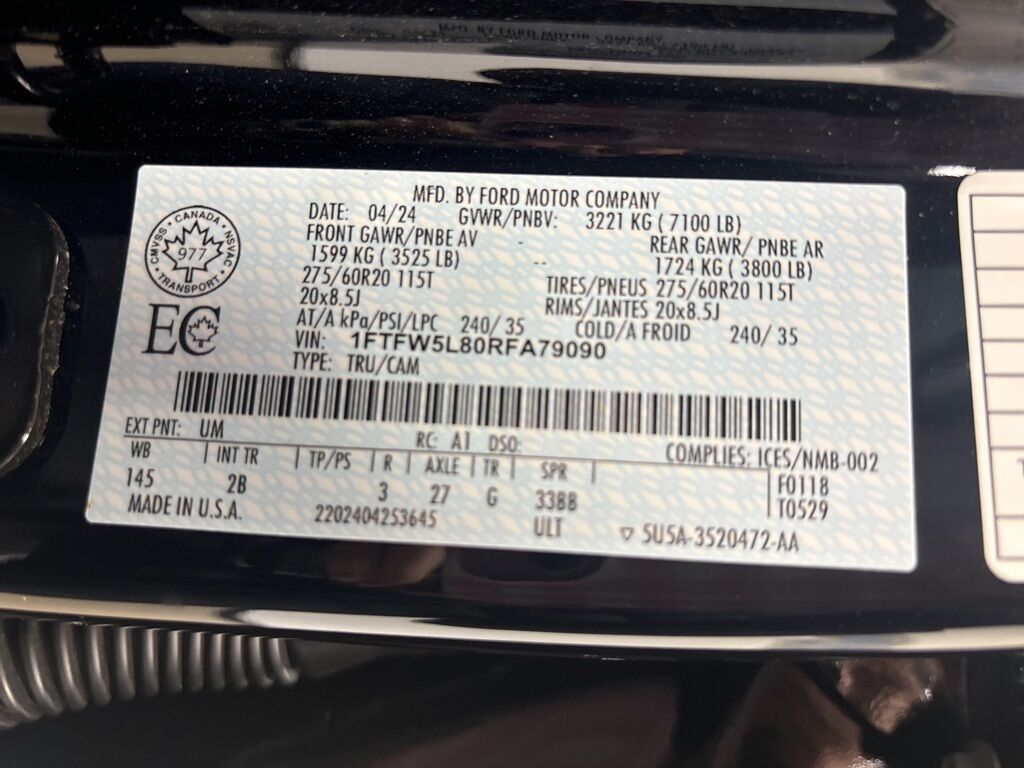 MFD. BY FORD MOTOR COMPANY
DATE: 04/24 GVWR/PNBV: 3221 KG ( 7100 LB)
FRONT GAWR/PNBE AV REAR GAWR/ PNBE AR
1599 KG ( 3525 LB) -- 1724 KG ( 3800 LB)
275/60R20 115T TIRES/PNEUS 275/60R20 115T
20x8.5J RIMS/JANTES 20x8.5J
AT/A kPa/PSI/LPC 240/ 35 COLD/A FROID 240/ 35
VIN: 1FTFW5L80RFA79090
TYPE: TRU/CAM
CANADA
CMVSS NSVAC
977
TRANSPORT
EC
EXT PNT: UM RC: A1 DSO:
COMPLIES: ICES/NMB-002
WB INT TR TP/PS R AXLE TR SPR F0118
145 2B 3 27 G 33BB T0529
MADE IN U.S.A. 2202404253645 ULT ▽ 5U5A-3520472-AA